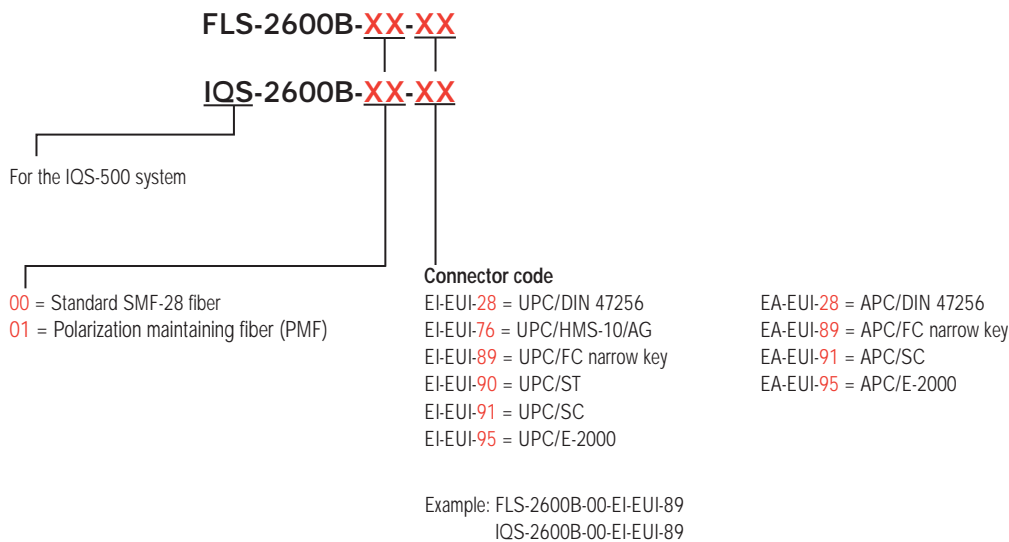 FLS-2600B-XX-XX
IQS-2600B-XX-XX
For the IQS-500 system
00 = Standard SMF-28 fiber
01 = Polarization maintaining fiber (PMF)
Connector code
EI-EUI-28 = UPC/DIN 47256
EI-EUI-76 = UPC/HMS-10/AG
EI-EUI-89 = UPC/FC narrow key
EI-EUI-90 = UPC/ST
EI-EUI-91 = UPC/SC
EI-EUI-95 = UPC/E-2000
EA-EUI-28 = APC/DIN 47256
EA-EUI-89 = APC/FC narrow key
EA-EUI-91 = APC/SC
EA-EUI-95 = APC/E-2000
Example: FLS-2600B-00-EI-EUI-89
IQS-2600B-00-EI-EUI-89